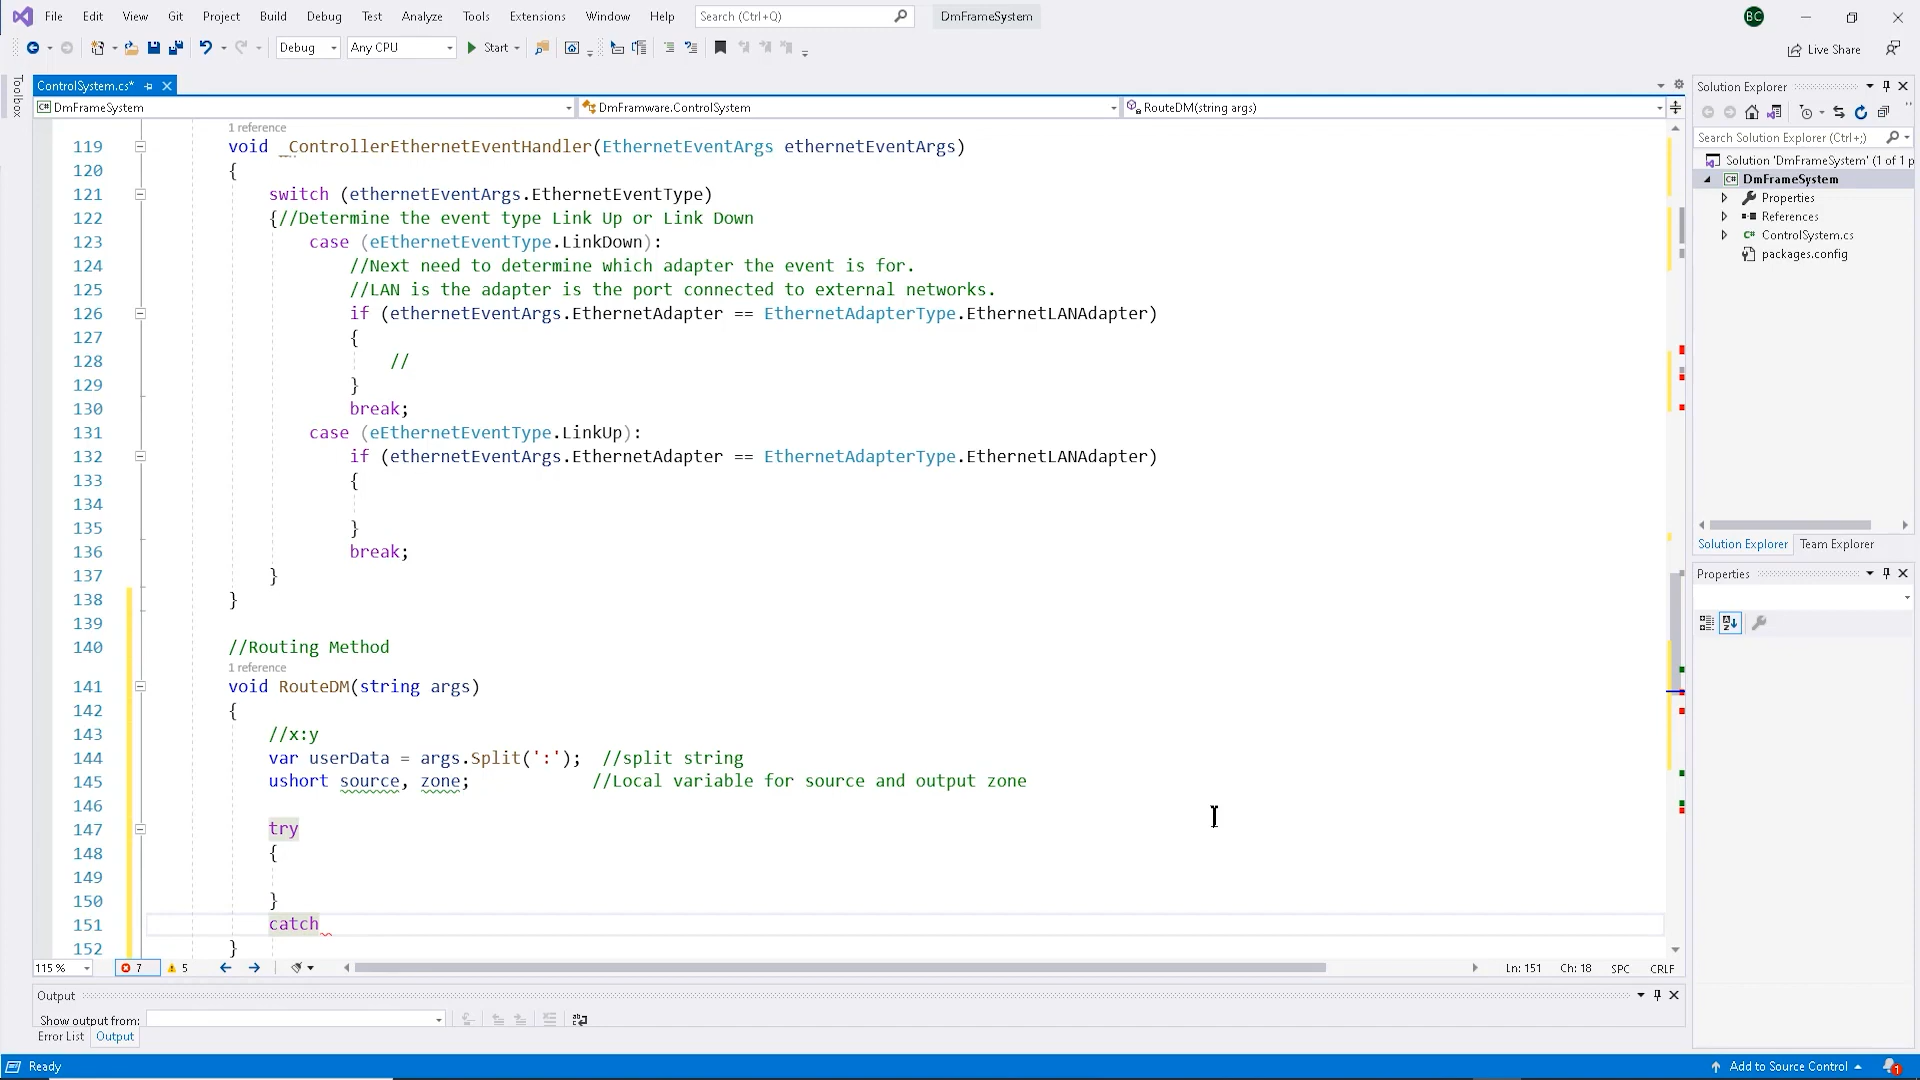 File Edit View Git Project Build Debug Test Analyze Tools Extensions Window Help Search (Ctrl+Q) DmFrameSystem BC
Debug Any CPU Start Live Share
Toolbox
ControlSystem.cs*
DmFrameSystem DmFramware.ControlSystem RouteDM(string args)
1 reference
119 void _ControllerEthernetEventHandler(EthernetEventArgs ethernetEventArgs)
120 {
121 switch (ethernetEventArgs.EthernetEventType)
122 {//Determine the event type Link Up or Link Down
123 case (eEthernetEventType.LinkDown):
124 //Next need to determine which adapter the event is for.
125 //LAN is the adapter is the port connected to external networks.
126 if (ethernetEventArgs.EthernetAdapter == EthernetAdapterType.EthernetLANAdapter)
127 {
128 //
129 }
130 break;
131 case (eEthernetEventType.LinkUp):
132 if (ethernetEventArgs.EthernetAdapter == EthernetAdapterType.EthernetLANAdapter)
133 {
134
135 }
136 break;
137 }
138 }
139
140 //Routing Method
1 reference
141 void RouteDM(string args)
142 {
143 //x:y
144 var userData = args.Split(':'); //split string
145 ushort source, zone; //Local variable for source and output zone
146
147 try
148 {
149
150 }
151 catch
152 }
115 % 7 5 Ln: 151 Ch: 18 SPC CRLF
Output
Show output from:
Error List Output
Ready Add to Source Control 1
Solution Explorer
Search Solution Explorer (Ctrl+;)
Solution 'DmFrameSystem' (1 of 1 p
DmFrameSystem
Properties
References
ControlSystem.cs
packages.config
Solution Explorer Team Explorer
Properties